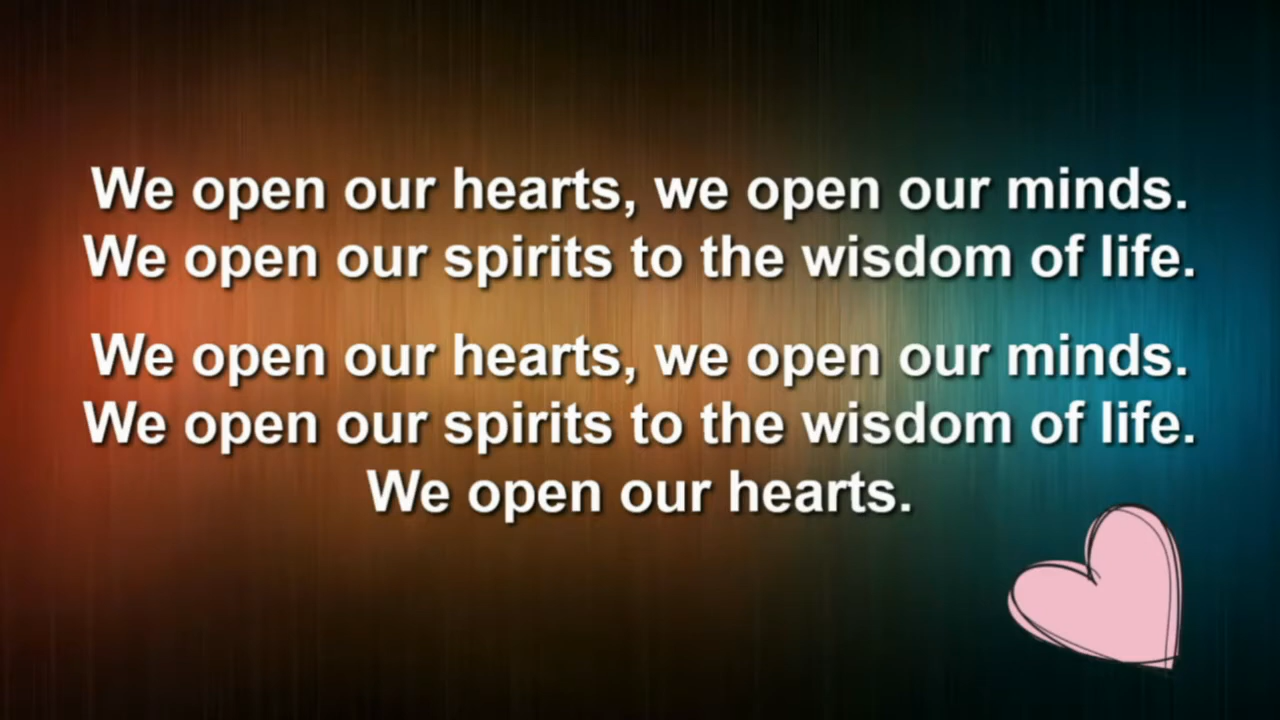 We open our hearts, we open our minds.
We open our spirits to the wisdom of life.
We open our hearts, we open our minds.
We open our spirits to the wisdom of life.
We open our hearts.